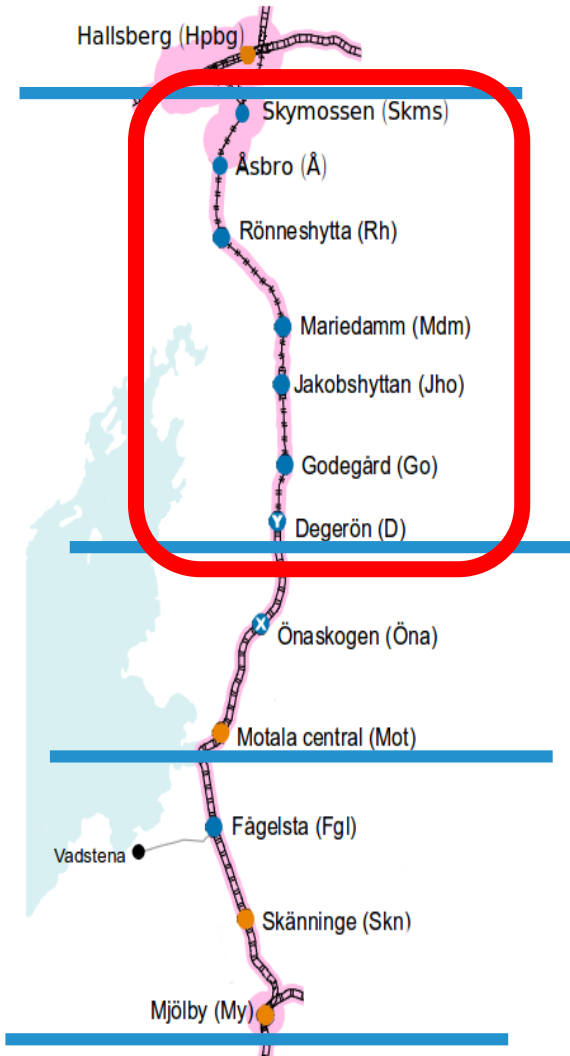 Hallsberg (Hpbg)
Skymossen (Skms)
Åsbro (Å)
Rönneshytta (Rh)
Mariedamm (Mdm)
Jakobshyttan (Jho)
Godegård (Go)
Y
Degerön (D)
X
Önaskogen (Öna)
Motala central (Mot)
Fågelsta (Fgl)
Vadstena
Skänninge (Skn)
Mjölby (My)